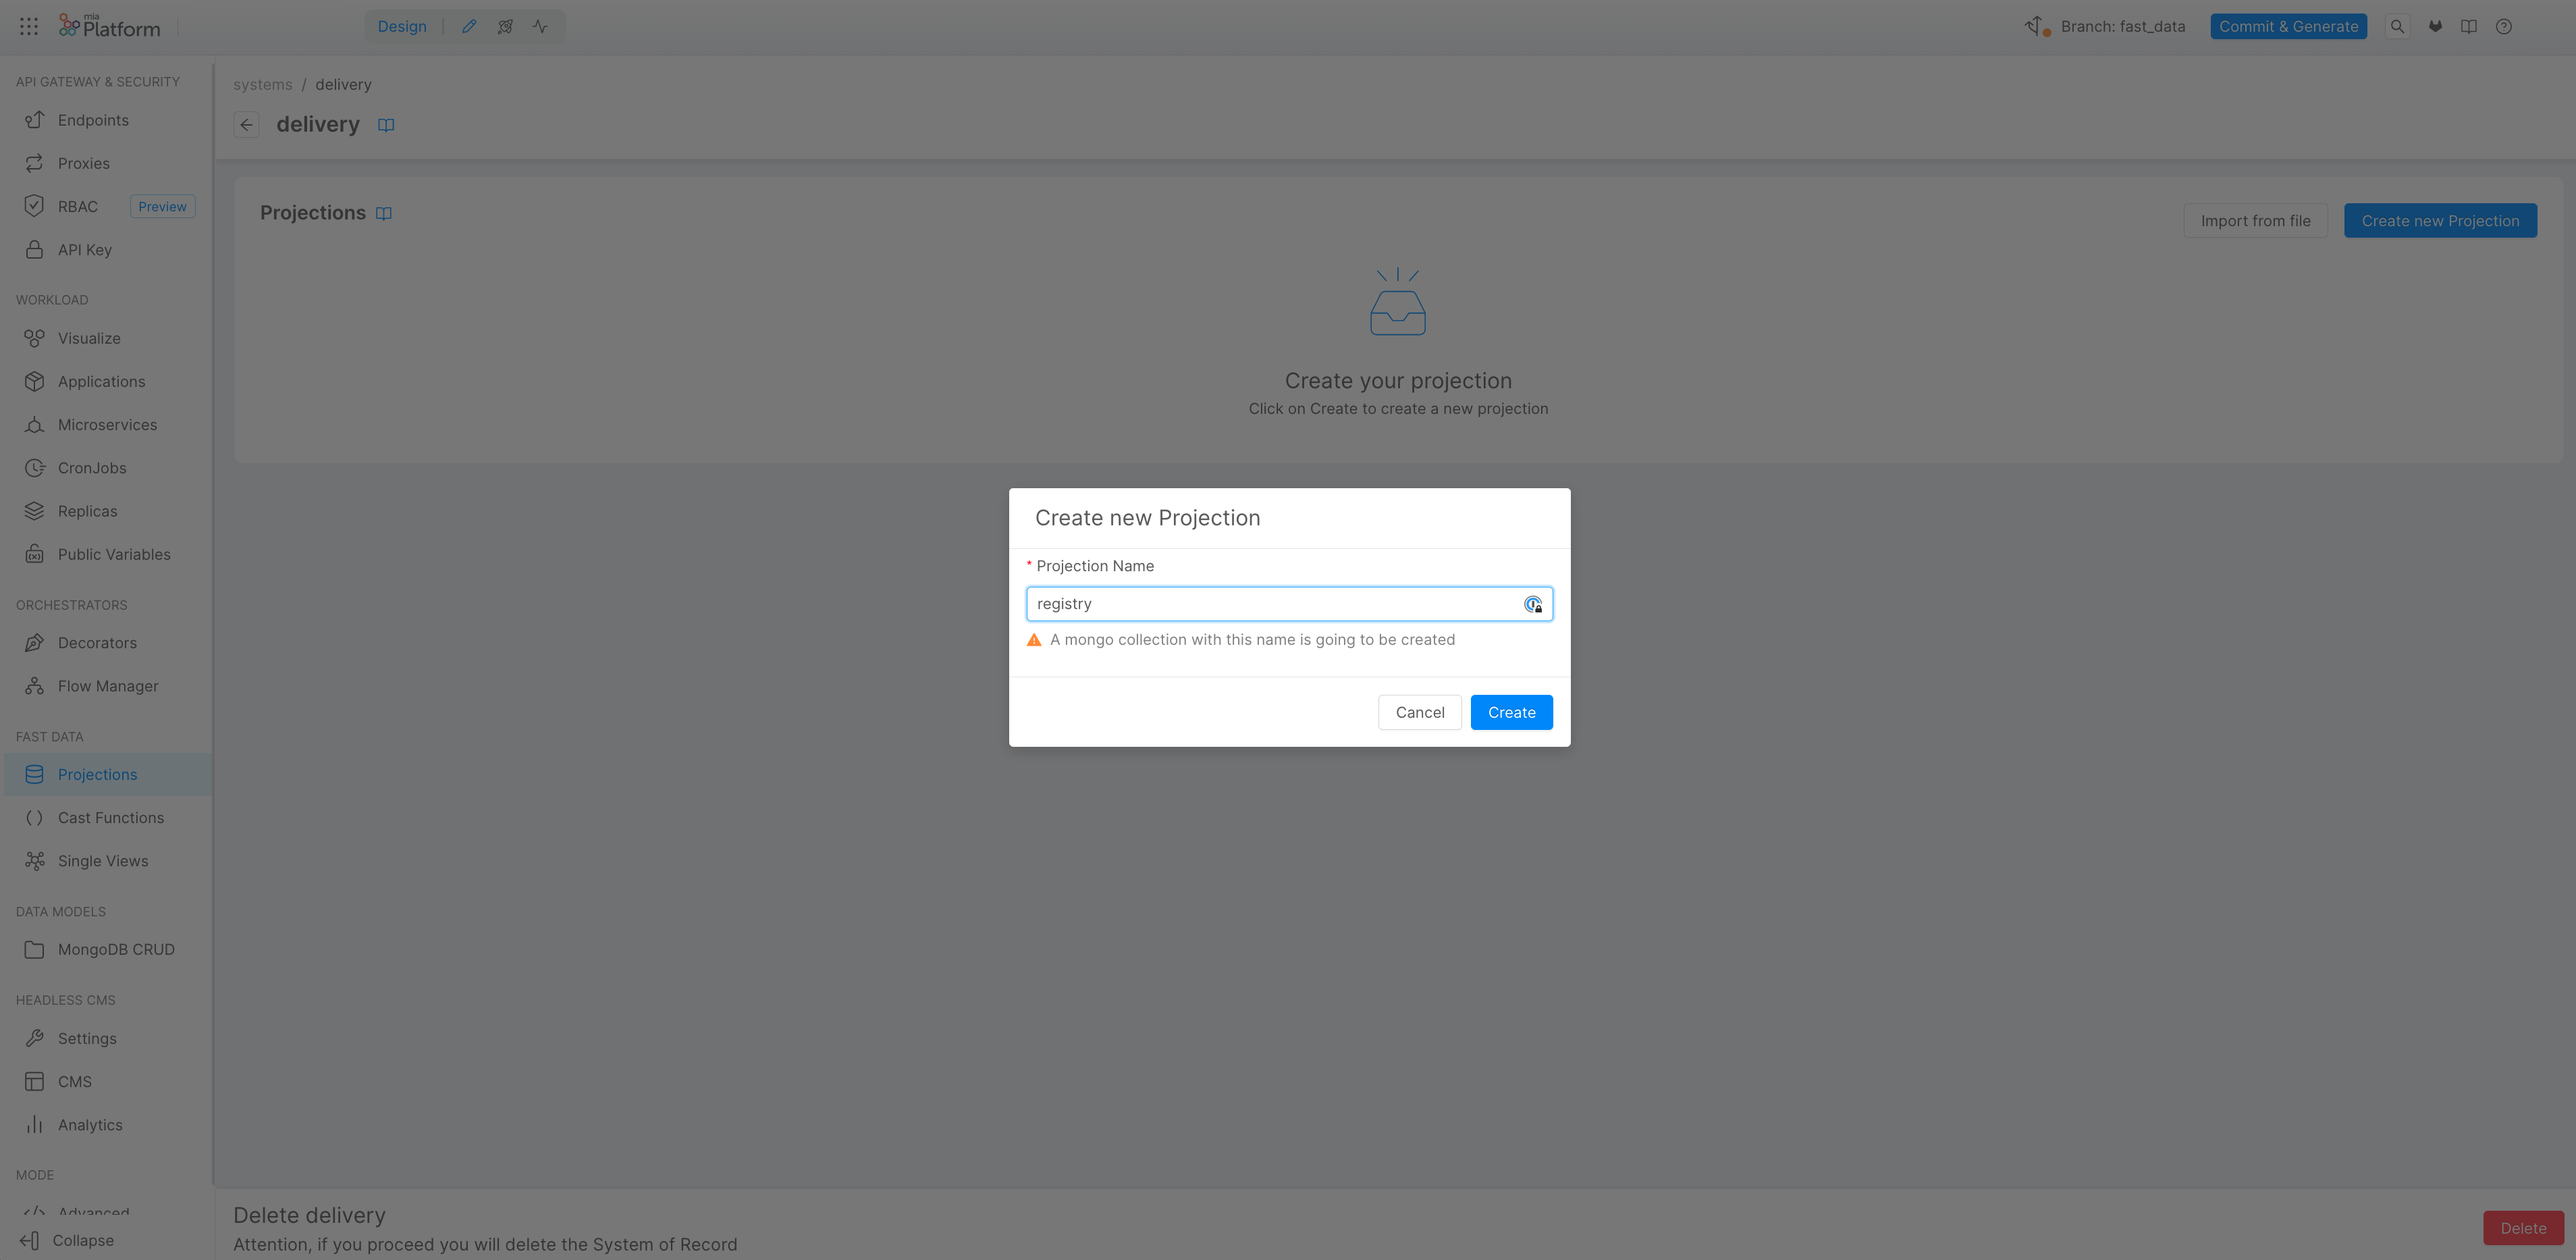 mia
Platform
Design
Branch: fast_data
Commit & Generate
API GATEWAY & SECURITY
Endpoints
Proxies
RBAC
Preview
API Key
WORKLOAD
Visualize
Applications
Microservices
CronJobs
Replicas
Public Variables
ORCHESTRATORS
Decorators
Flow Manager
FAST DATA
Projections
Cast Functions
Single Views
DATA MODELS
MongoDB CRUD
HEADLESS CMS
Settings
CMS
Analytics
MODE
Advanced
Collapse
systems / delivery
delivery
Projections
Import from file
Create new Projection
Create your projection
Click on Create to create a new projection
Create new Projection
* Projection Name
registry
A mongo collection with this name is going to be created
Cancel
Create
Delete delivery
Attention, if you proceed you will delete the System of Record
Delete